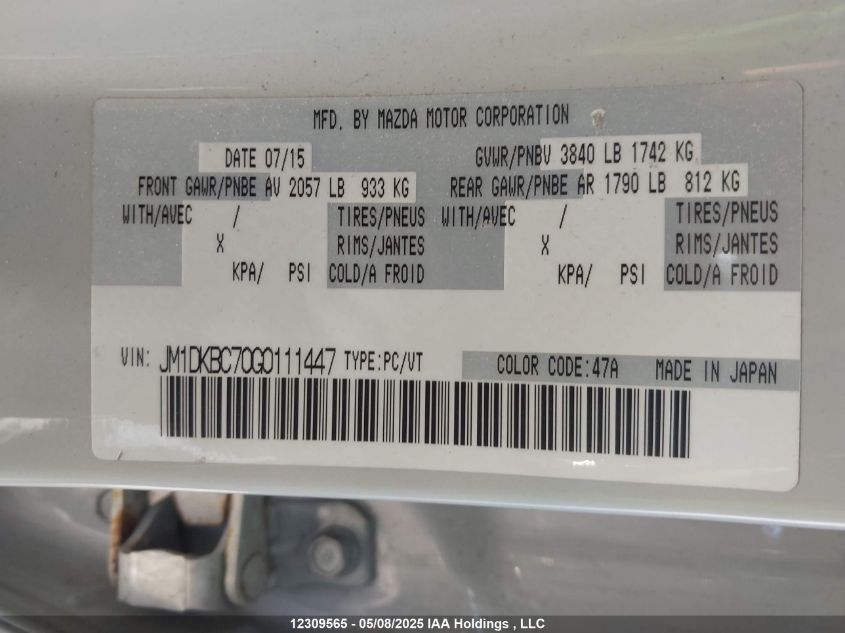 MFD. BY MAZDA MOTOR CORPORATION
DATE 07/15 GVWR/PNBV 3840 LB 1742 KG
FRONT GAWR/PNBE AV 2057 LB 933 KG REAR GAWR/PNBE AR 1790 LB 812 KG
WITH/AVEC / TIRES/PNEUS WITH/AVEC / TIRES/PNEUS
X RIMS/JANTES X RIMS/JANTES
KPA/ PSI COLD/A FROID KPA/ PSI COLD/A FROID
VIN: JM1DKBC70G0111447 TYPE:PC/VT COLOR CODE:47A MADE IN JAPAN
12309565 - 05/08/2025 IAA Holdings , LLC